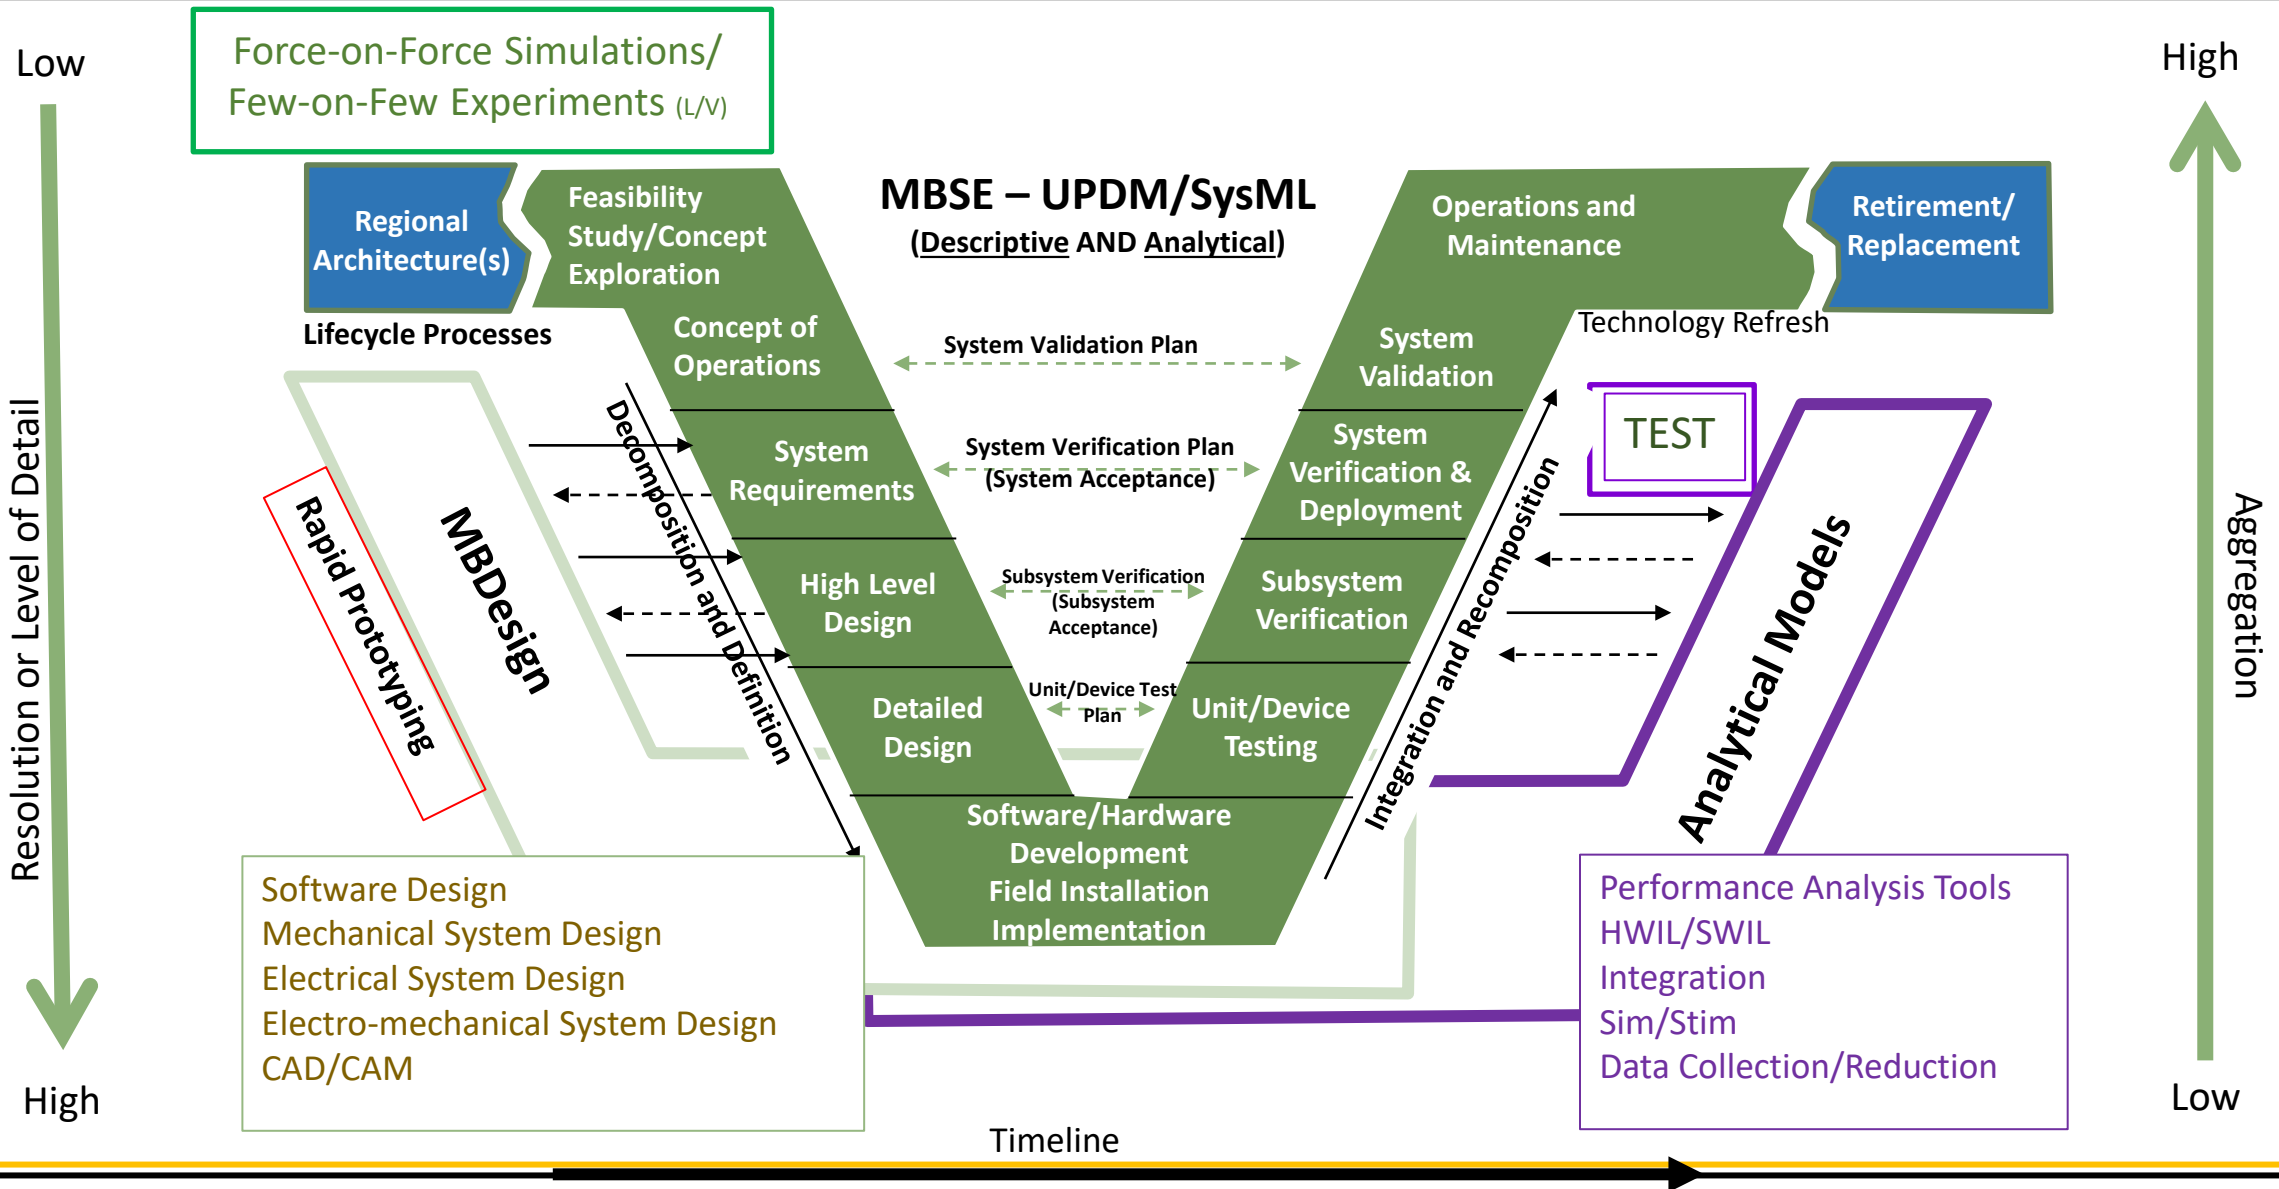 Low
Force-on-Force Simulations/
Few-on-Few Experiments (L/V)
High
Regional
Architecture(s)
Feasibility
Study/Concept
Exploration
MBSE – UPDM/SysML
(Descriptive AND Analytical)
Operations and
Maintenance
Retirement/
Replacement
Lifecycle Processes
Technology Refresh
Concept of
Operations
System Validation Plan
System
Validation
Resolution or Level of Detail
Rapid Prototyping
MBDesign
Decomposition and Definition
System
Requirements
System Verification Plan
(System Acceptance)
System
Verification &
Deployment
TEST
High Level
Design
Subsystem Verification
(Subsystem
Acceptance)
Subsystem
Verification
Integration and Recomposition
Analytical Models
Aggregation
Detailed
Design
Unit/Device Test
Plan
Unit/Device
Testing
Software/Hardware
Development
Field Installation
Implementation
Software Design
Mechanical System Design
Electrical System Design
Electro-mechanical System Design
CAD/CAM
Performance Analysis Tools
HWIL/SWIL
Integration
Sim/Stim
Data Collection/Reduction
High
Low
Timeline